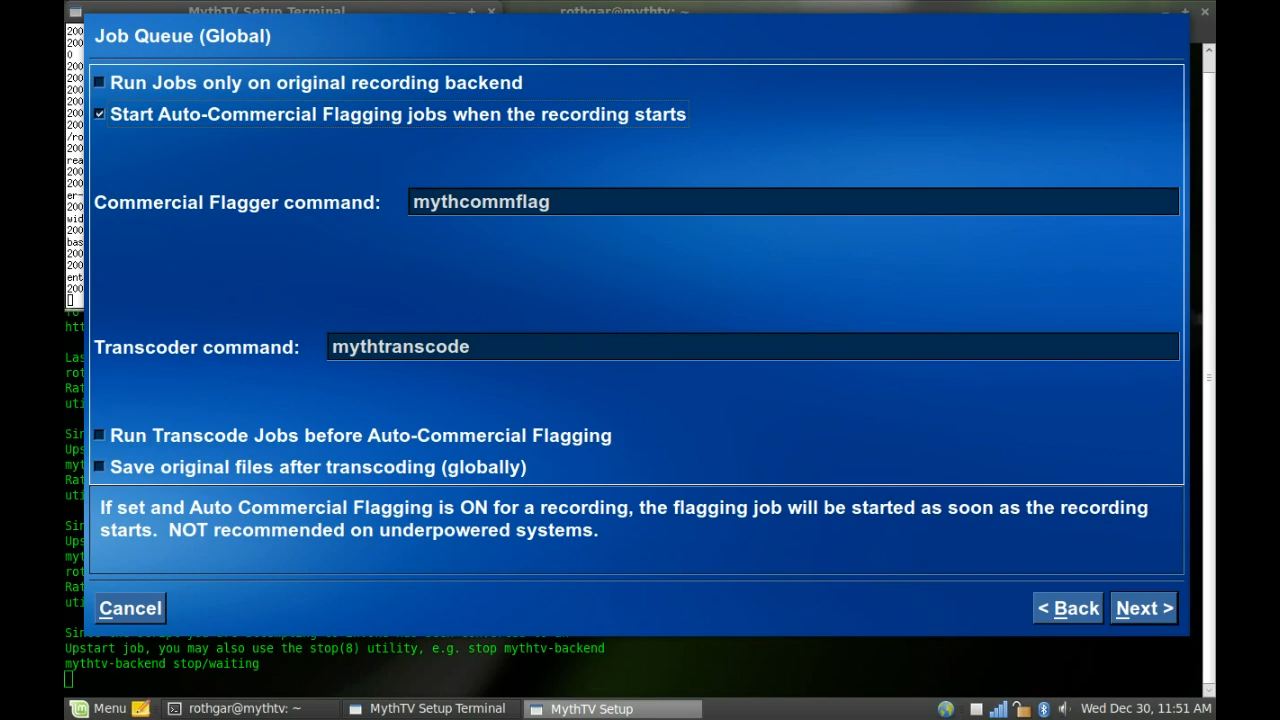 MythTV Setup Terminal
rothgar@mythtv: ~
Job Queue (Global)
Run Jobs only on original recording backend
Start Auto-Commercial Flagging jobs when the recording starts
Commercial Flagger command: mythcommflag
Transcoder command: mythtranscode
Run Transcode Jobs before Auto-Commercial Flagging
Save original files after transcoding (globally)
If set and Auto Commercial Flagging is ON for a recording, the flagging job will be started as soon as the recording
starts.  NOT recommended on underpowered systems.
Cancel
< Back Next >
Upstart job, you may also use the stop(8) utility, e.g. stop mythtv-backend
mythtv-backend stop/waiting
Menu rothgar@mythtv: ~ MythTV Setup Terminal MythTV Setup Wed Dec 30, 11:51 AM